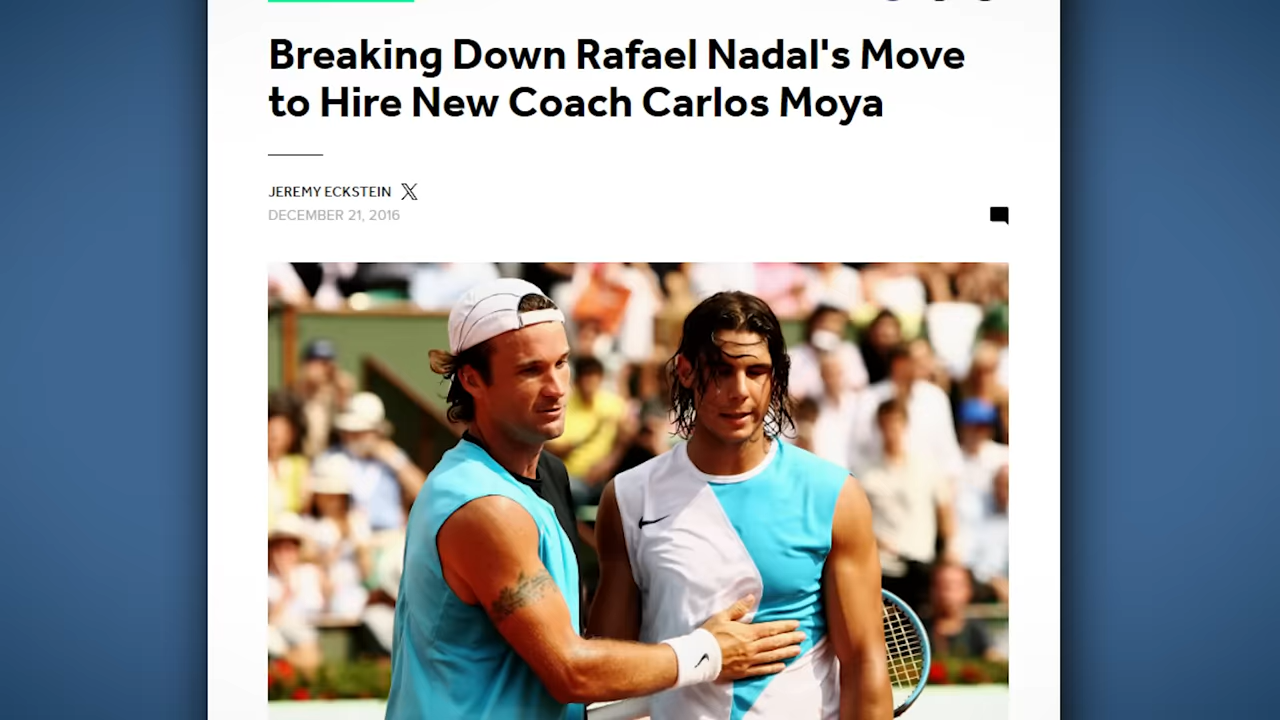 Breaking Down Rafael Nadal's Move
to Hire New Coach Carlos Moya
JEREMY ECKSTEIN
DECEMBER 21, 2016